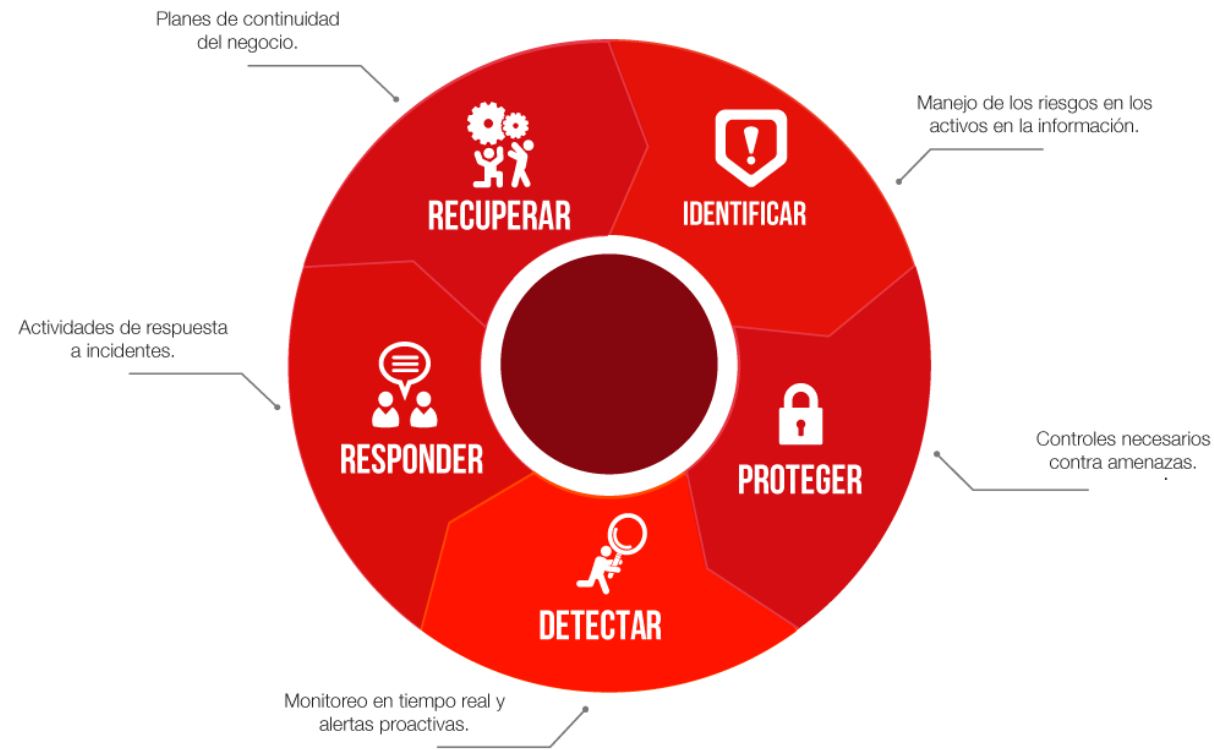 Planes de continuidad
del negocio.
Manejo de los riesgos en los
activos en la información.
RECUPERAR
IDENTIFICAR
Actividades de respuesta
a incidentes.
RESPONDER
Controles necesarios
contra amenazas.
.
PROTEGER
DETECTAR
Monitoreo en tiempo real y
alertas proactivas.